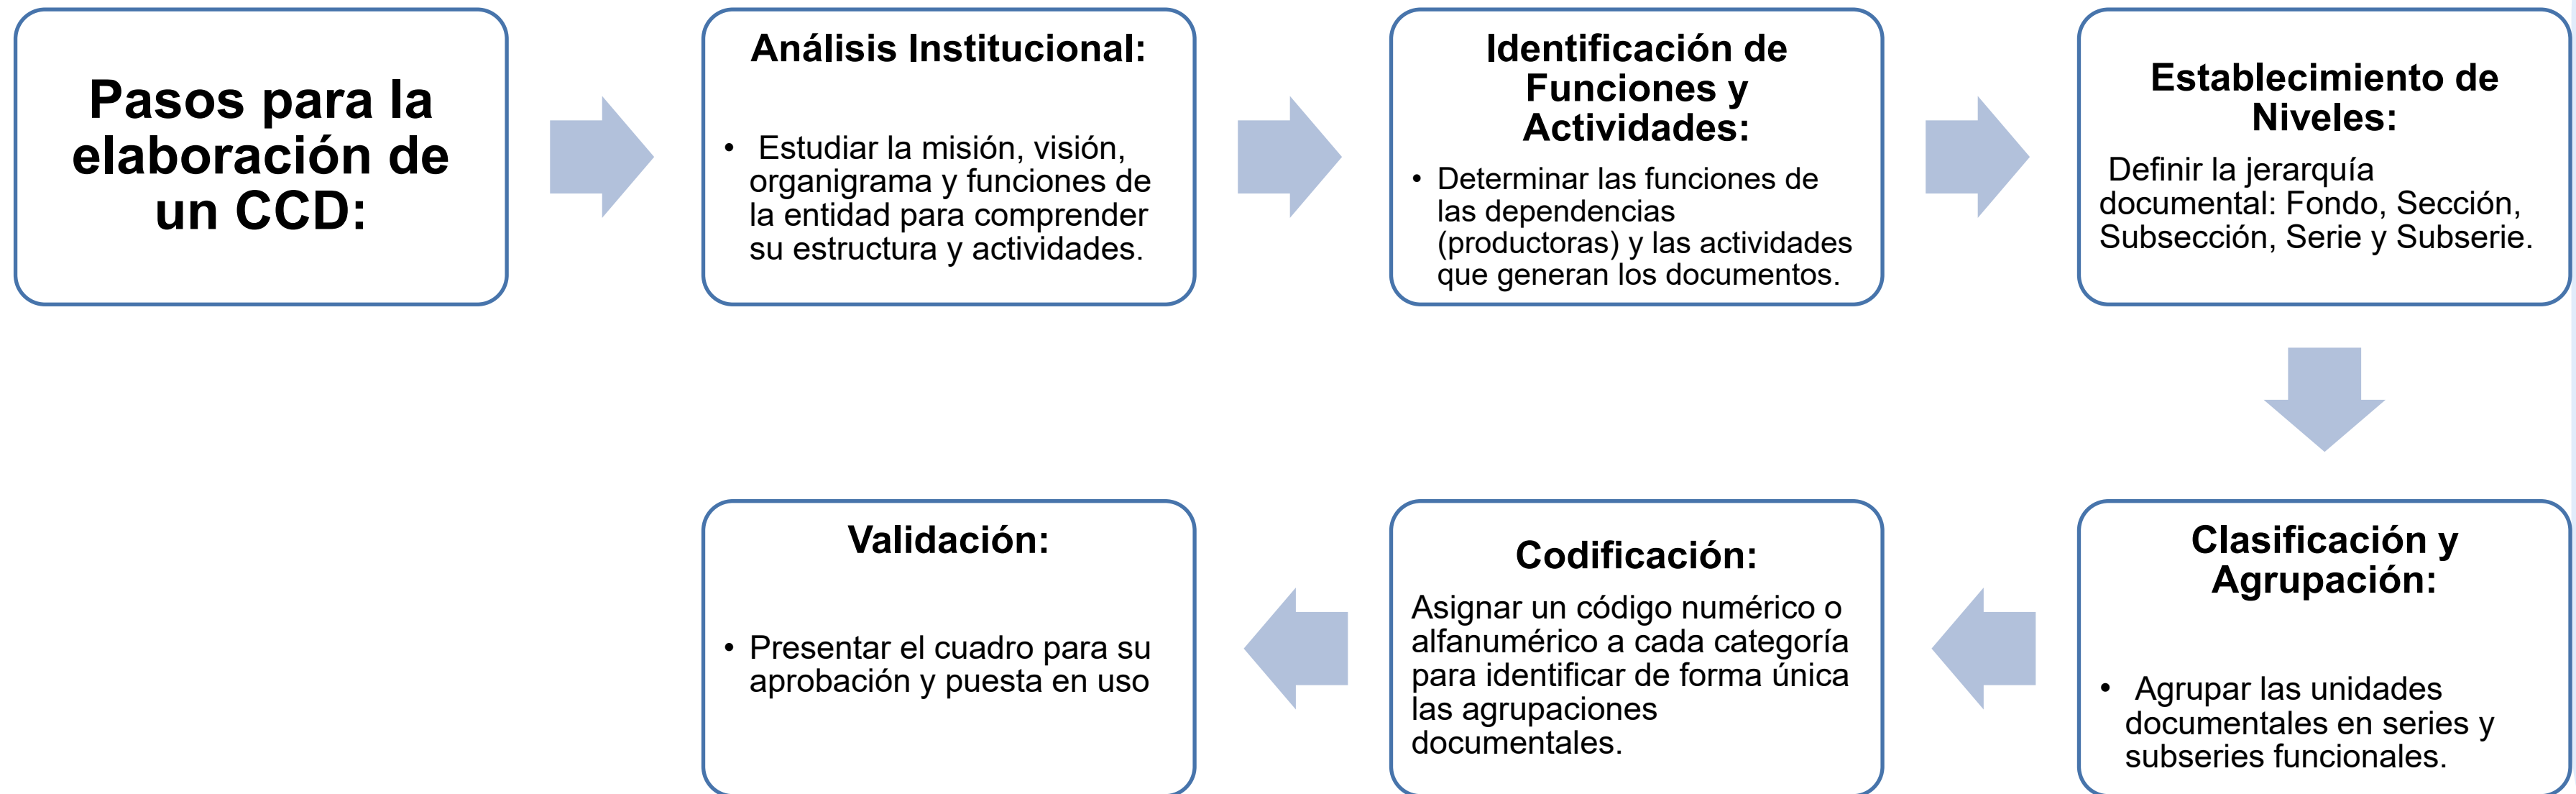 Pasos para la
elaboración de
un CCD:
Análisis Institucional:
• Estudiar la misión, visión,
organigrama y funciones de
la entidad para comprender
su estructura y actividades.
Identificación de
Funciones y
Actividades:
• Determinar las funciones de
las dependencias
(productoras) y las actividades
que generan los documentos.
Establecimiento de
Niveles:
Definir la jerarquía
documental: Fondo, Sección,
Subsección, Serie y Subserie.
Clasificación y
Agrupación:
• Agrupar las unidades
documentales en series y
subseries funcionales.
Codificación:
Asignar un código numérico o
alfanumérico a cada categoría
para identificar de forma única
las agrupaciones
documentales.
Validación:
• Presentar el cuadro para su
aprobación y puesta en uso